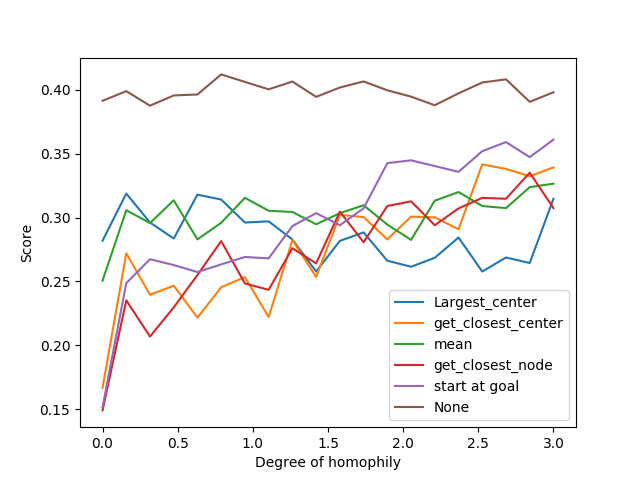 0.40
0.35
0.30
0.25
0.20
0.15
Score
0.0 0.5 1.0 1.5 2.0 2.5 3.0
Degree of homophily
Largest_center
get_closest_center
mean
get_closest_node
start at goal
None